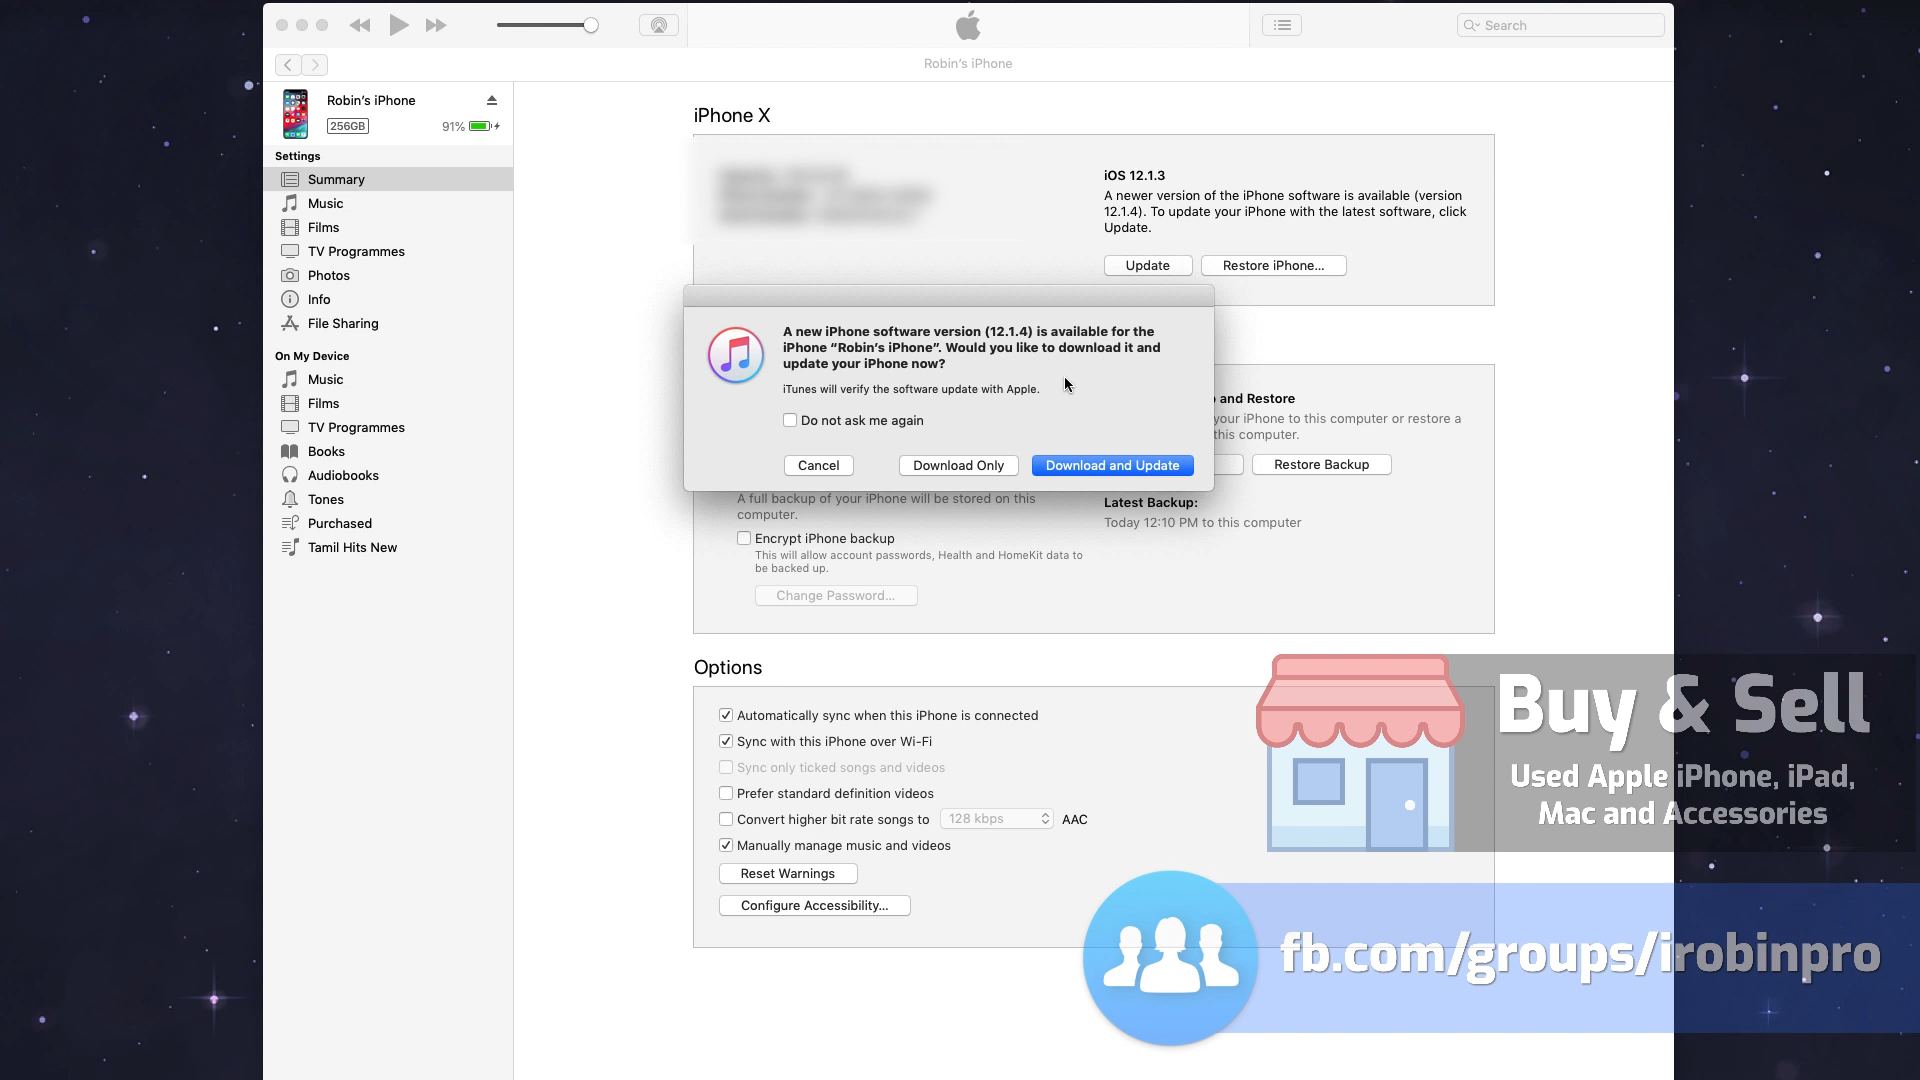 Search
Robin's iPhone
Robin's iPhone
256GB
91%
Settings
Summary
Music
Films
TV Programmes
Photos
Info
File Sharing
On My Device
Music
Films
TV Programmes
Books
Audiobooks
Tones
Purchased
Tamil Hits New
iPhone X
iOS 12.1.3
A newer version of the iPhone software is available (version
12.1.4). To update your iPhone with the latest software, click
Update.
Update
Restore iPhone...
A new iPhone software version (12.1.4) is available for the
iPhone “Robin's iPhone”. Would you like to download it and
update your iPhone now?
iTunes will verify the software update with Apple.
Do not ask me again
Cancel
Download Only
Download and Update
and Restore
your iPhone to this computer or restore a
this computer.
Restore Backup
A full backup of your iPhone will be stored on this
computer.
Encrypt iPhone backup
This will allow account passwords, Health and HomeKit data to
be backed up.
Change Password...
Latest Backup:
Today 12:10 PM to this computer
Options
Automatically sync when this iPhone is connected
Sync with this iPhone over Wi-Fi
Sync only ticked songs and videos
Prefer standard definition videos
Convert higher bit rate songs to 128 kbps AAC
Manually manage music and videos
Reset Warnings
Configure Accessibility...
Buy & Sell
Used Apple iPhone, iPad,
Mac and Accessories
fb.com/groups/irobinpro